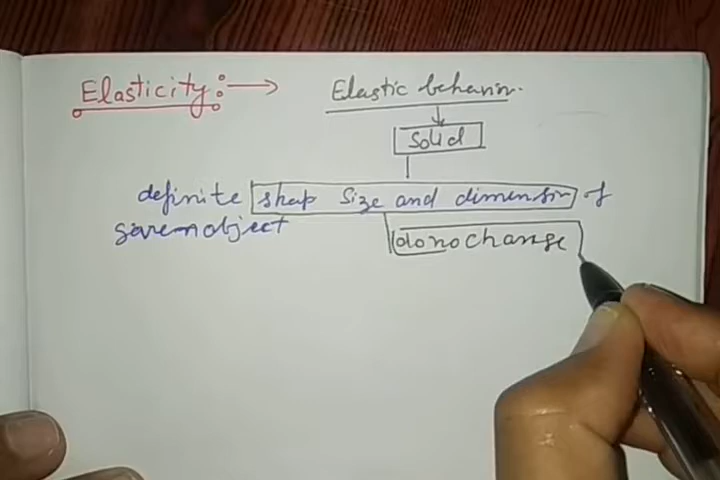 Elasticity :→ Elastic behavior.
Solid
definite shap size and dimension of
given object
do no change